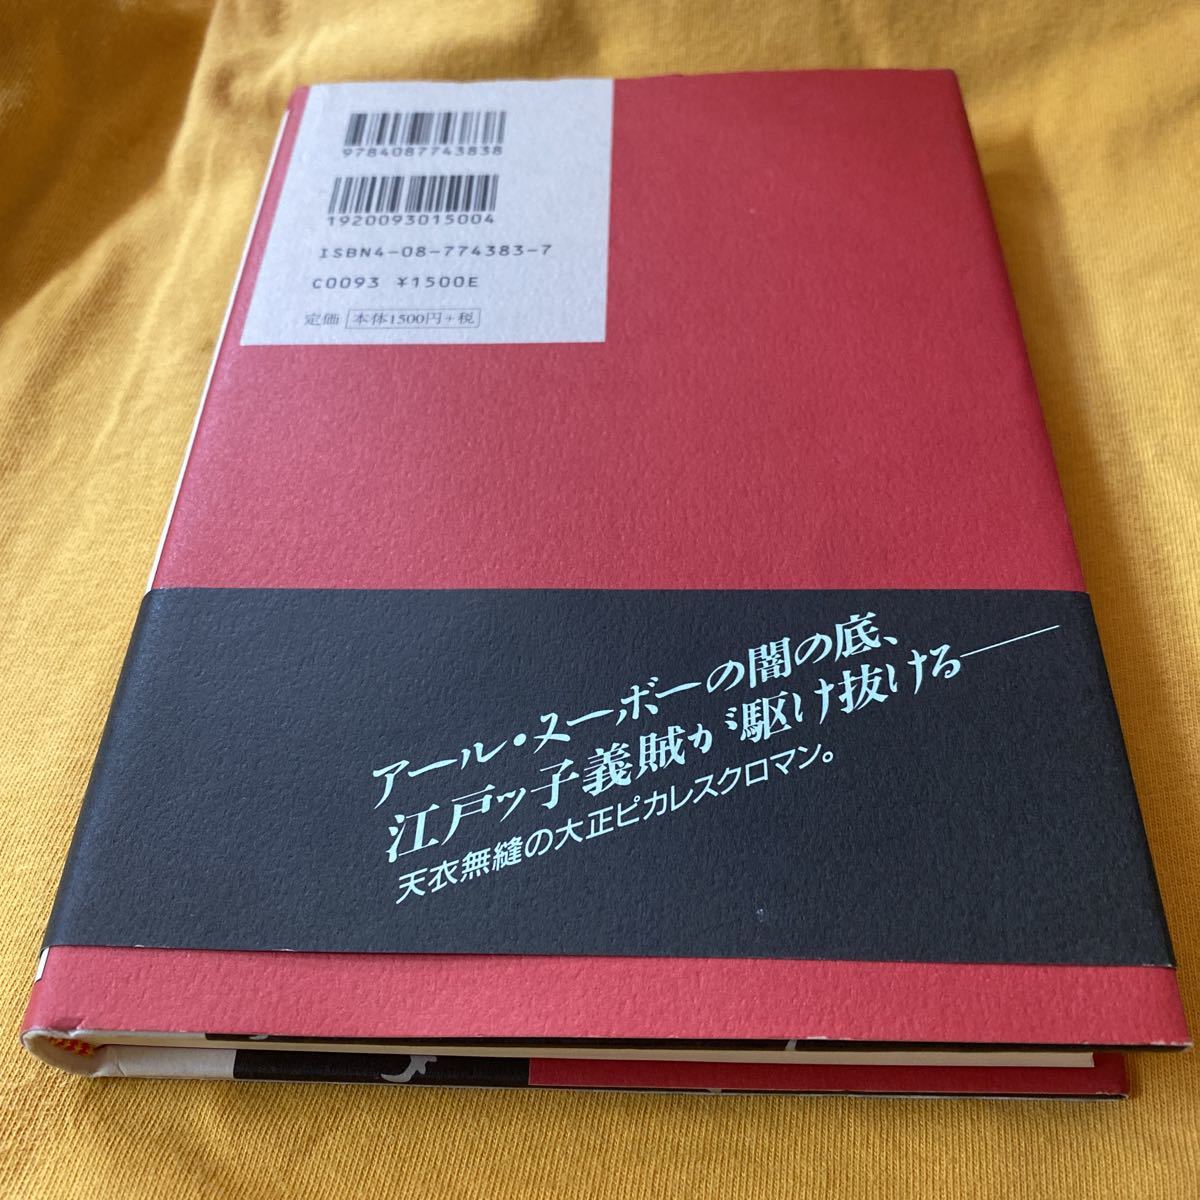 9784087743838
1920093015004
ISBN4-08-774383-7
C0093 ¥1500E
定価 本体1500円+税
アール・ヌーボーの闇の底、
江戸ッ子義賊が駆け抜ける——
天衣無縫の大正ピカレスクロマン。